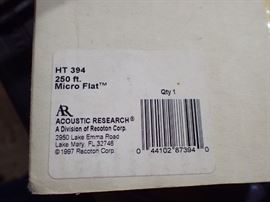 HT 394
250 ft.
Micro Flat™
Qty 1
AR
ACOUSTIC RESEARCH®
A Division of Recoton Corp.
2950 Lake Emma Road
Lake Mary, FL 32746
©1997 Recoton Corp.
0 44102 87394 0